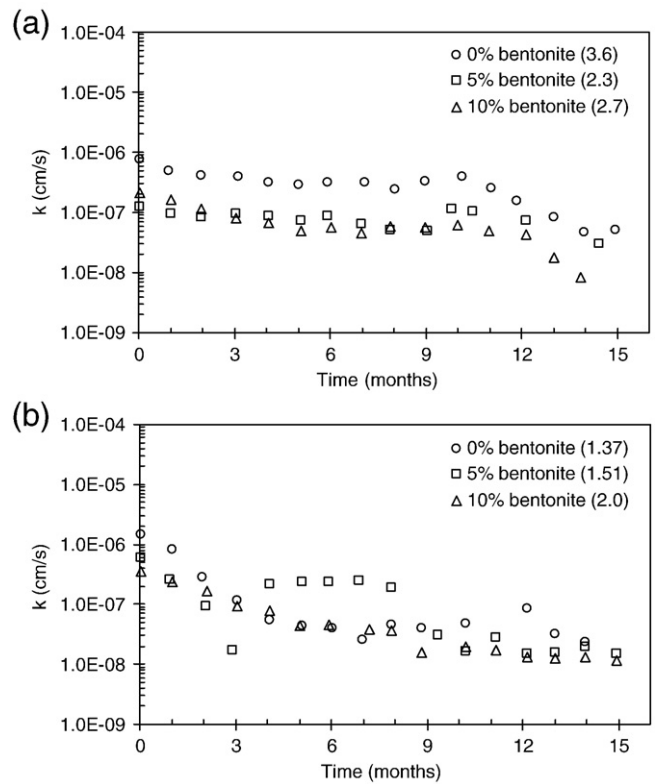 (a)
1.0E-04
1.0E-05
1.0E-06
1.0E-07
1.0E-08
1.0E-09
k (cm/s)
0% bentonite (3.6)
5% bentonite (2.3)
10% bentonite (2.7)
0 3 6 9 12 15
Time (months)
(b)
1.0E-04
1.0E-05
1.0E-06
1.0E-07
1.0E-08
1.0E-09
k (cm/s)
0% bentonite (1.37)
5% bentonite (1.51)
10% bentonite (2.0)
0 3 6 9 12 15
Time (months)